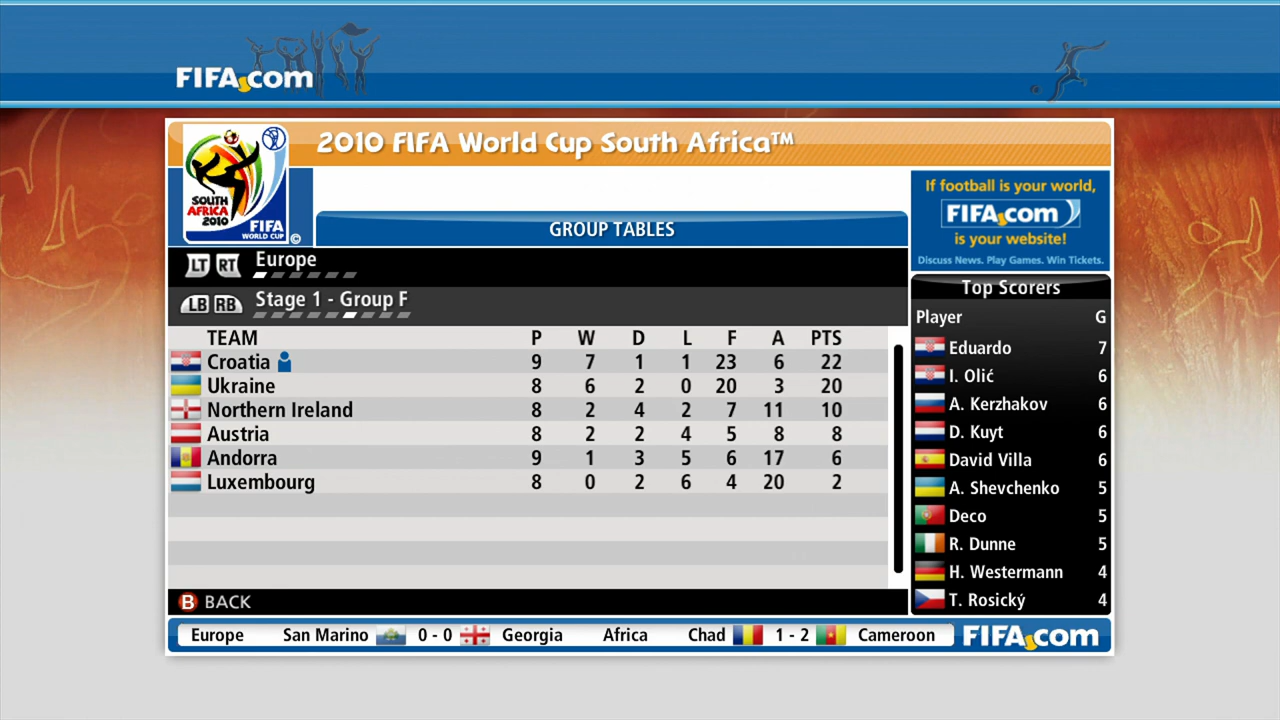 FIFA.com
2010 FIFA World Cup South Africa™
SOUTH AFRICA 2010
FIFA WORLD CUP ©
GROUP TABLES
LT RT Europe
LB RB Stage 1 - Group F
TEAM P W D L F A PTS
Croatia 9 7 1 1 23 6 22
Ukraine 8 6 2 0 20 3 20
Northern Ireland 8 2 4 2 7 11 10
Austria 8 2 2 4 5 8 8
Andorra 9 1 3 5 6 17 6
Luxembourg 8 0 2 6 4 20 2
B BACK
If football is your world,
FIFA.com
is your website!
Discuss News. Play Games. Win Tickets.
Top Scorers
Player G
Eduardo 7
I. Olić 6
A. Kerzhakov 6
D. Kuyt 6
David Villa 6
A. Shevchenko 5
Deco 5
R. Dunne 5
H. Westermann 4
T. Rosický 4
Europe San Marino 0 - 0 Georgia Africa Chad 1 - 2 Cameroon FIFA.com